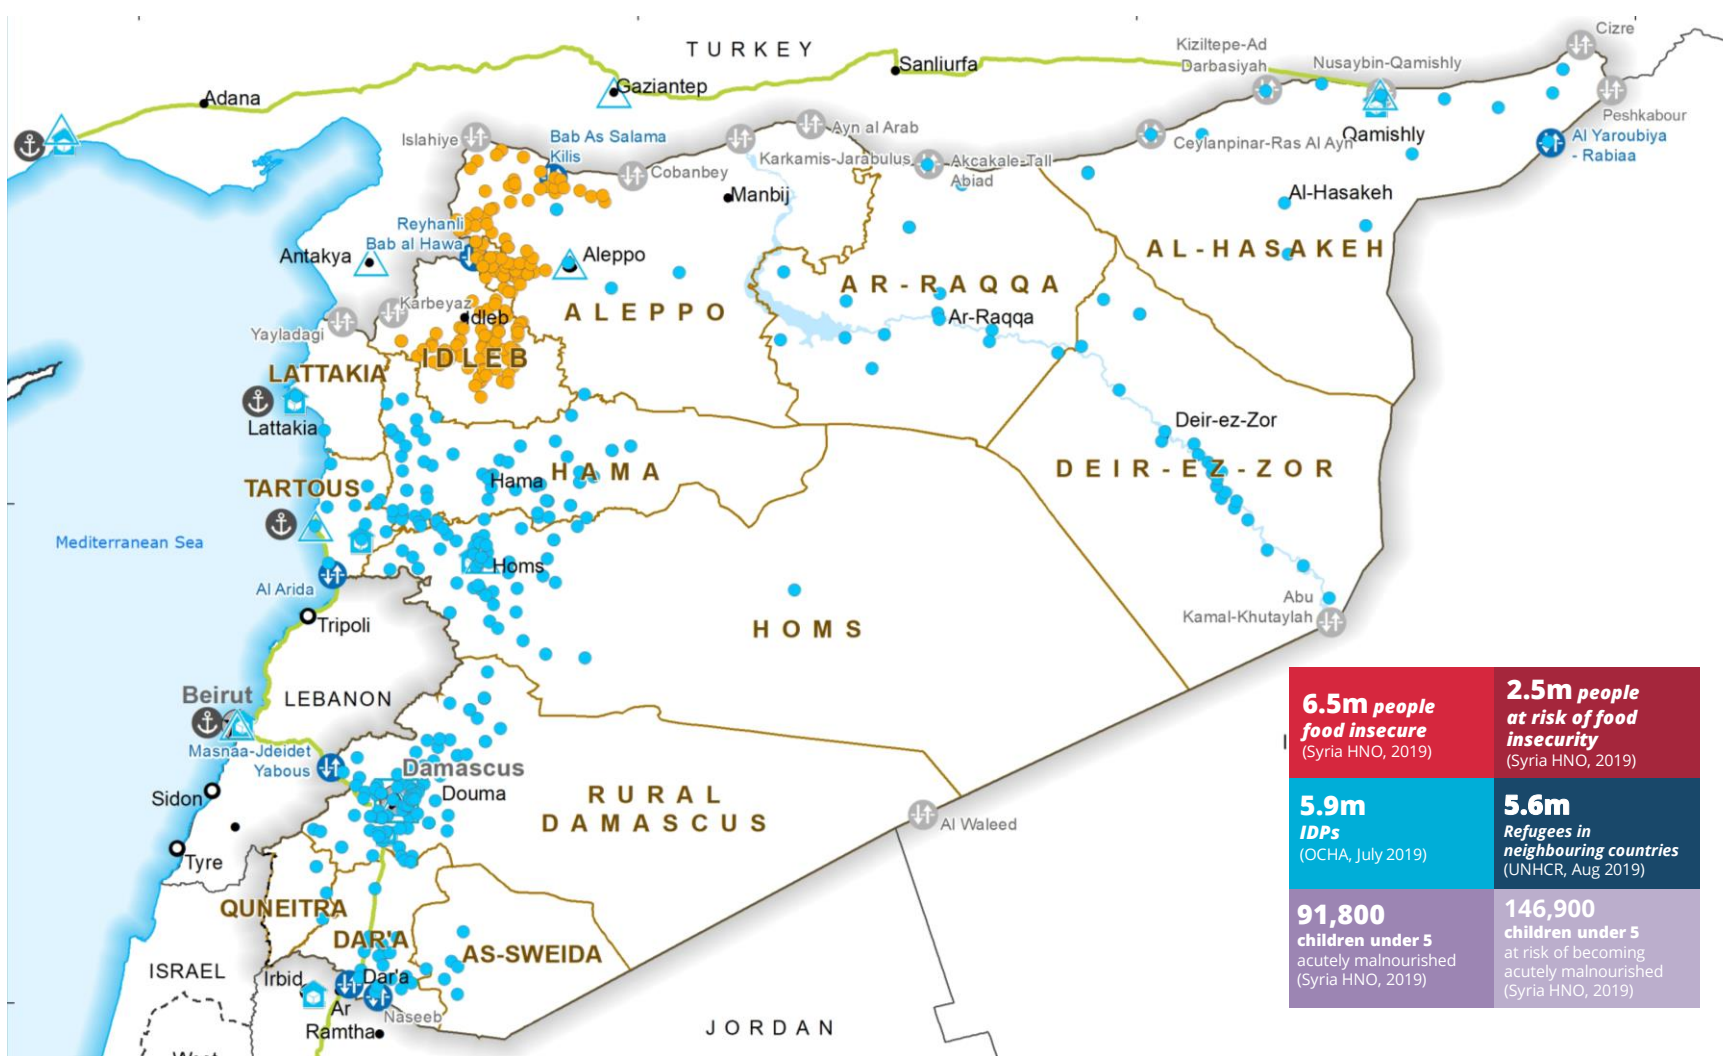 TURKEY
Cizre
Kiziltepe-Ad
Darbasiyah
Nusaybin-Qamishly
Sanliurfa
Gaziantep
Adana
Peshkabour
Islahiye
Bab As Salama
Kilis
Ayn al Arab
Ceylanpinar-Ras Al Ayn
Qamishly
Al Yaroubiya
- Rabiaa
Cobanbey
Karkamis-Jarabulus
Akcakale-Tall
Abiad
Manbij
Al-Hasakeh
Reyhanli
Bab al Hawa
Antakya
Aleppo
AL-HASAKEH
AR-RAQQA
ALEPPO
Karbeyaz
Idleb
Ar-Raqqa
Yayladagi
IDLEB
LATTAKIA
Lattakia
Deir-ez-Zor
DEIR-EZ-ZOR
HAMA
Hama
TARTOUS
Mediterranean Sea
Homs
Al Arida
Abu
Kamal-Khutaylah
Tripoli
HOMS
Beirut
LEBANON
Masnaa-Jdeidet
Yabous
Damascus
Douma
Sidon
RURAL
DAMASCUS
Al Waleed
Tyre
QUNEITRA
DAR'A
AS-SWEIDA
ISRAEL
Irbid
Dar'a
Ar
Ramtha
Naseeb
JORDAN
West
6.5m people
food insecure
(Syria HNO, 2019)
2.5m people
at risk of food
insecurity
(Syria HNO, 2019)
5.9m
IDPs
(OCHA, July 2019)
5.6m
Refugees in
neighbouring countries
(UNHCR, Aug 2019)
91,800
children under 5
acutely malnourished
(Syria HNO, 2019)
146,900
children under 5
at risk of becoming
acutely malnourished
(Syria HNO, 2019)